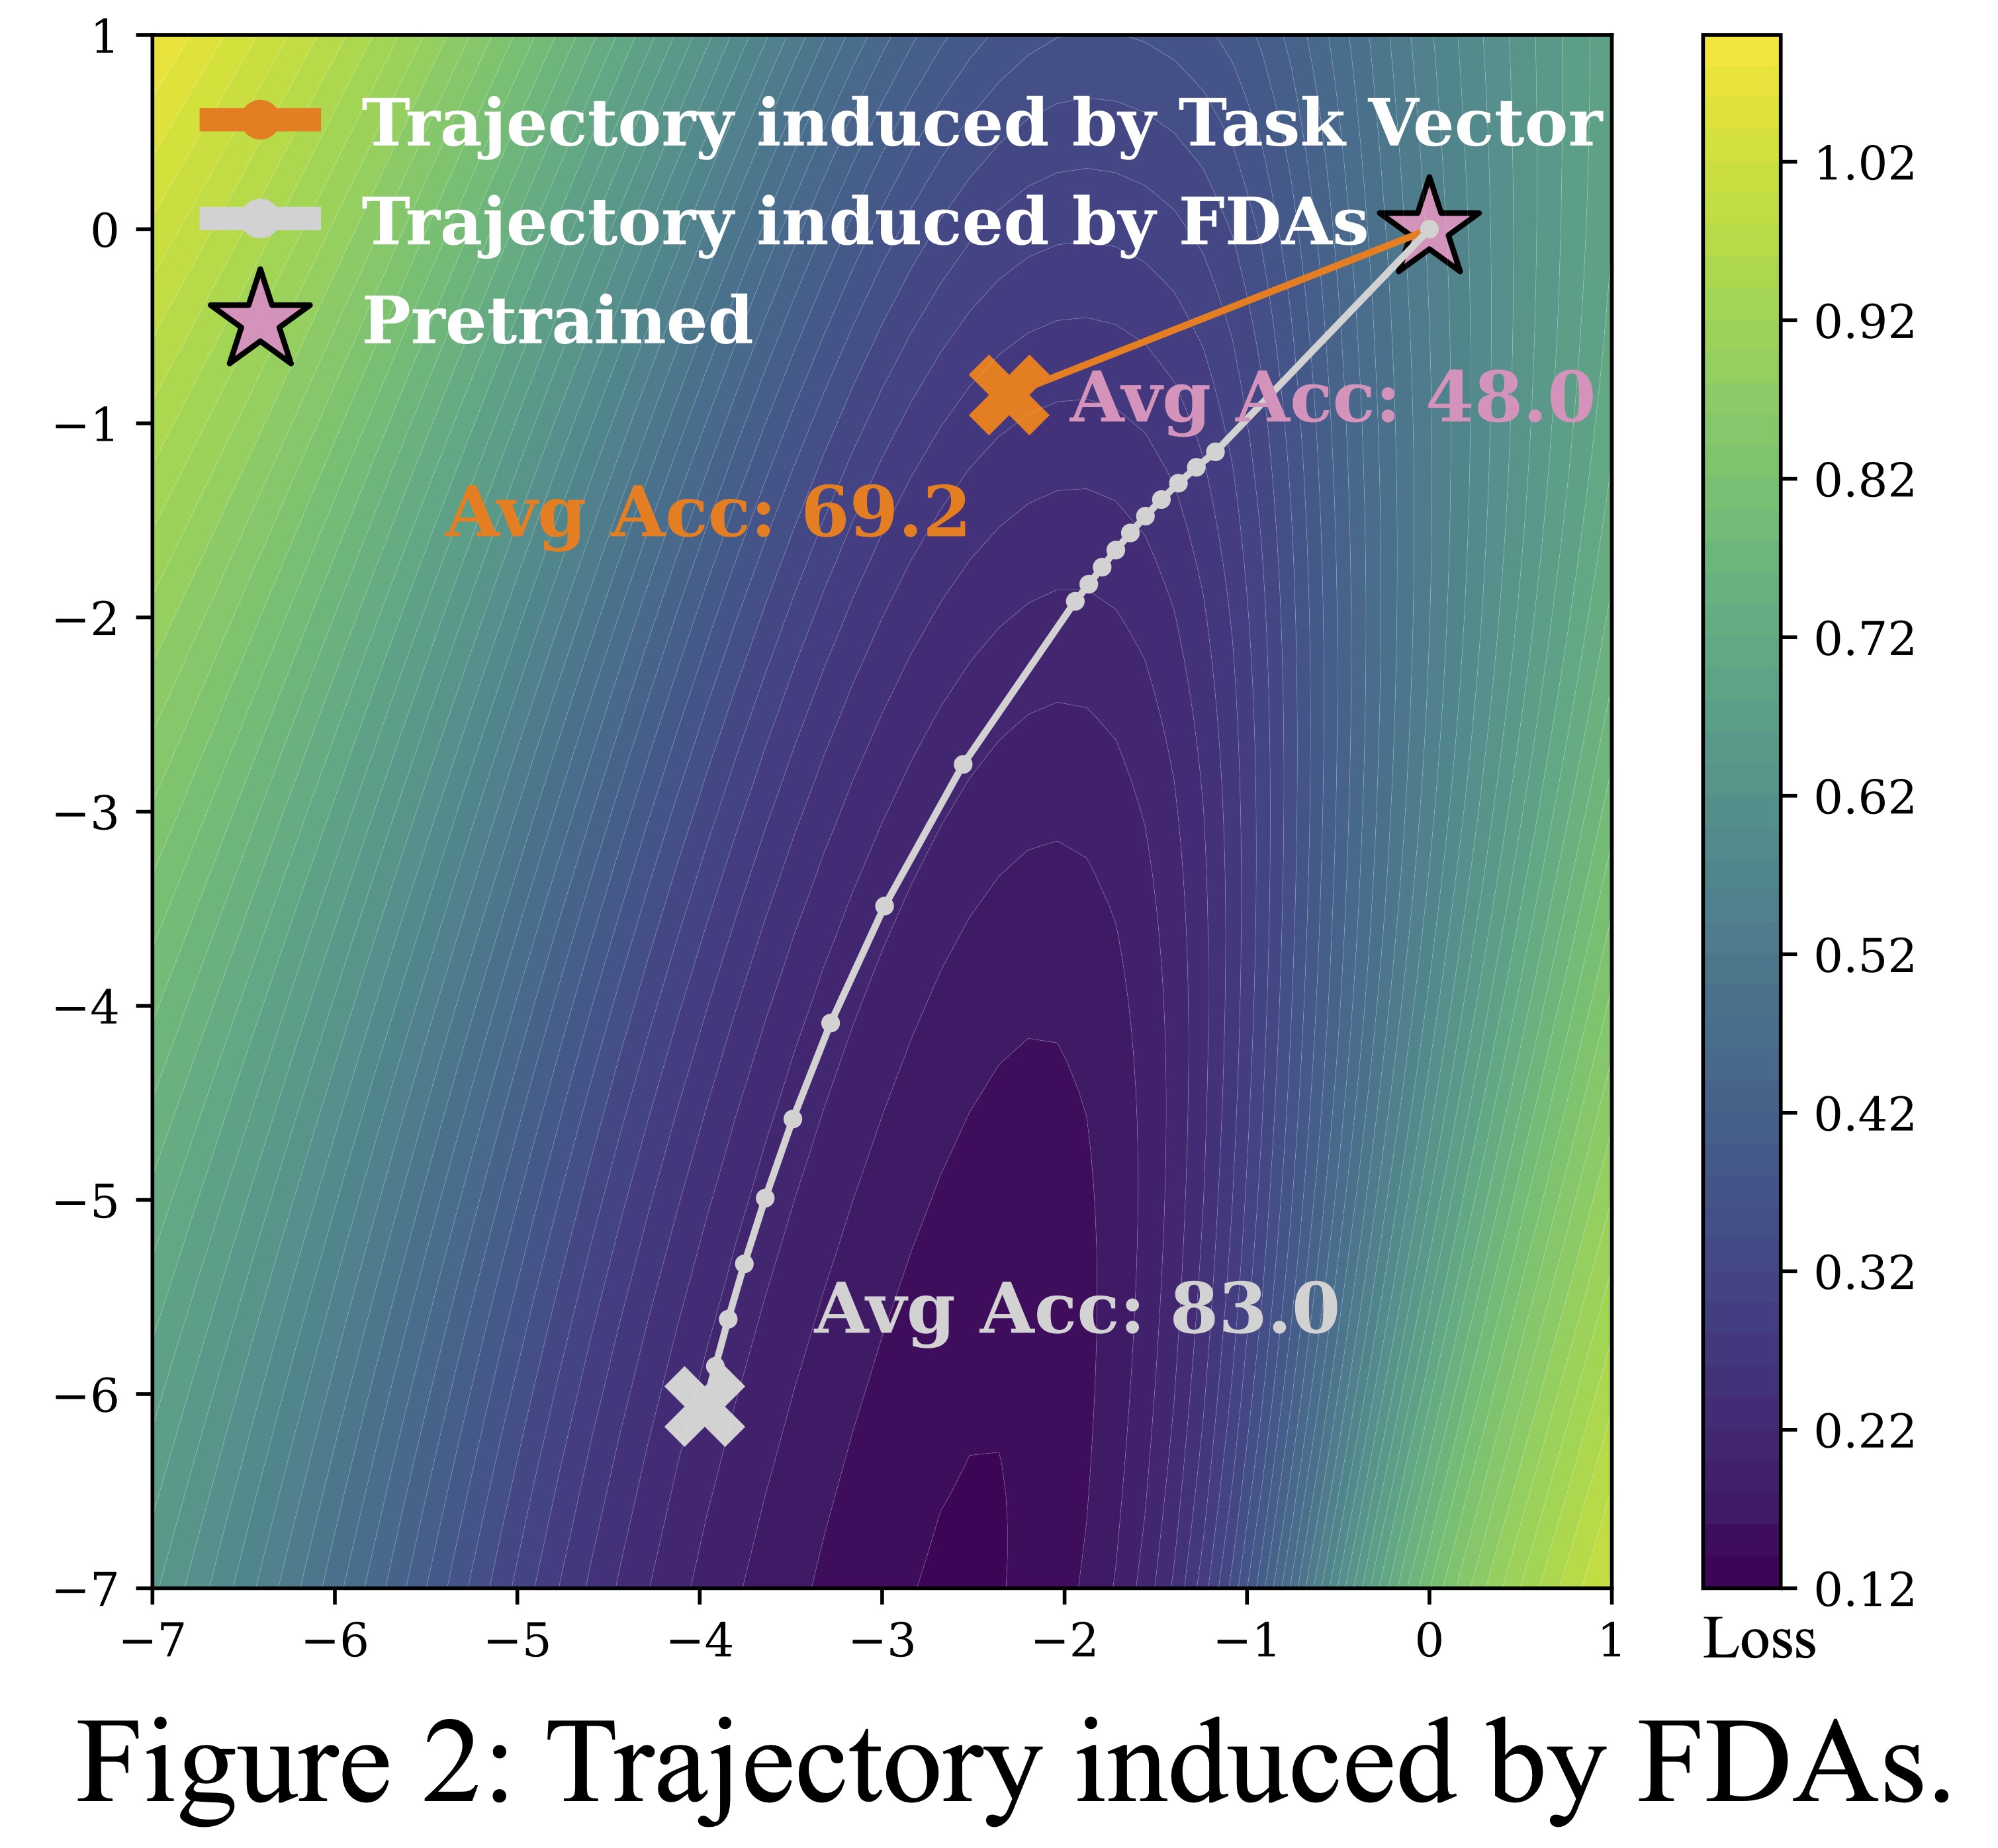 Trajectory induced by Task Vector
Trajectory induced by FDAs
Pretrained
Avg Acc: 48.0
Avg Acc: 69.2
Avg Acc: 83.0
1
0
−1
−2
−3
−4
−5
−6
−7
−7 −6 −5 −4 −3 −2 −1 0 1
1.02
0.92
0.82
0.72
0.62
0.52
0.42
0.32
0.22
0.12
Loss
Figure 2: Trajectory induced by FDAs.